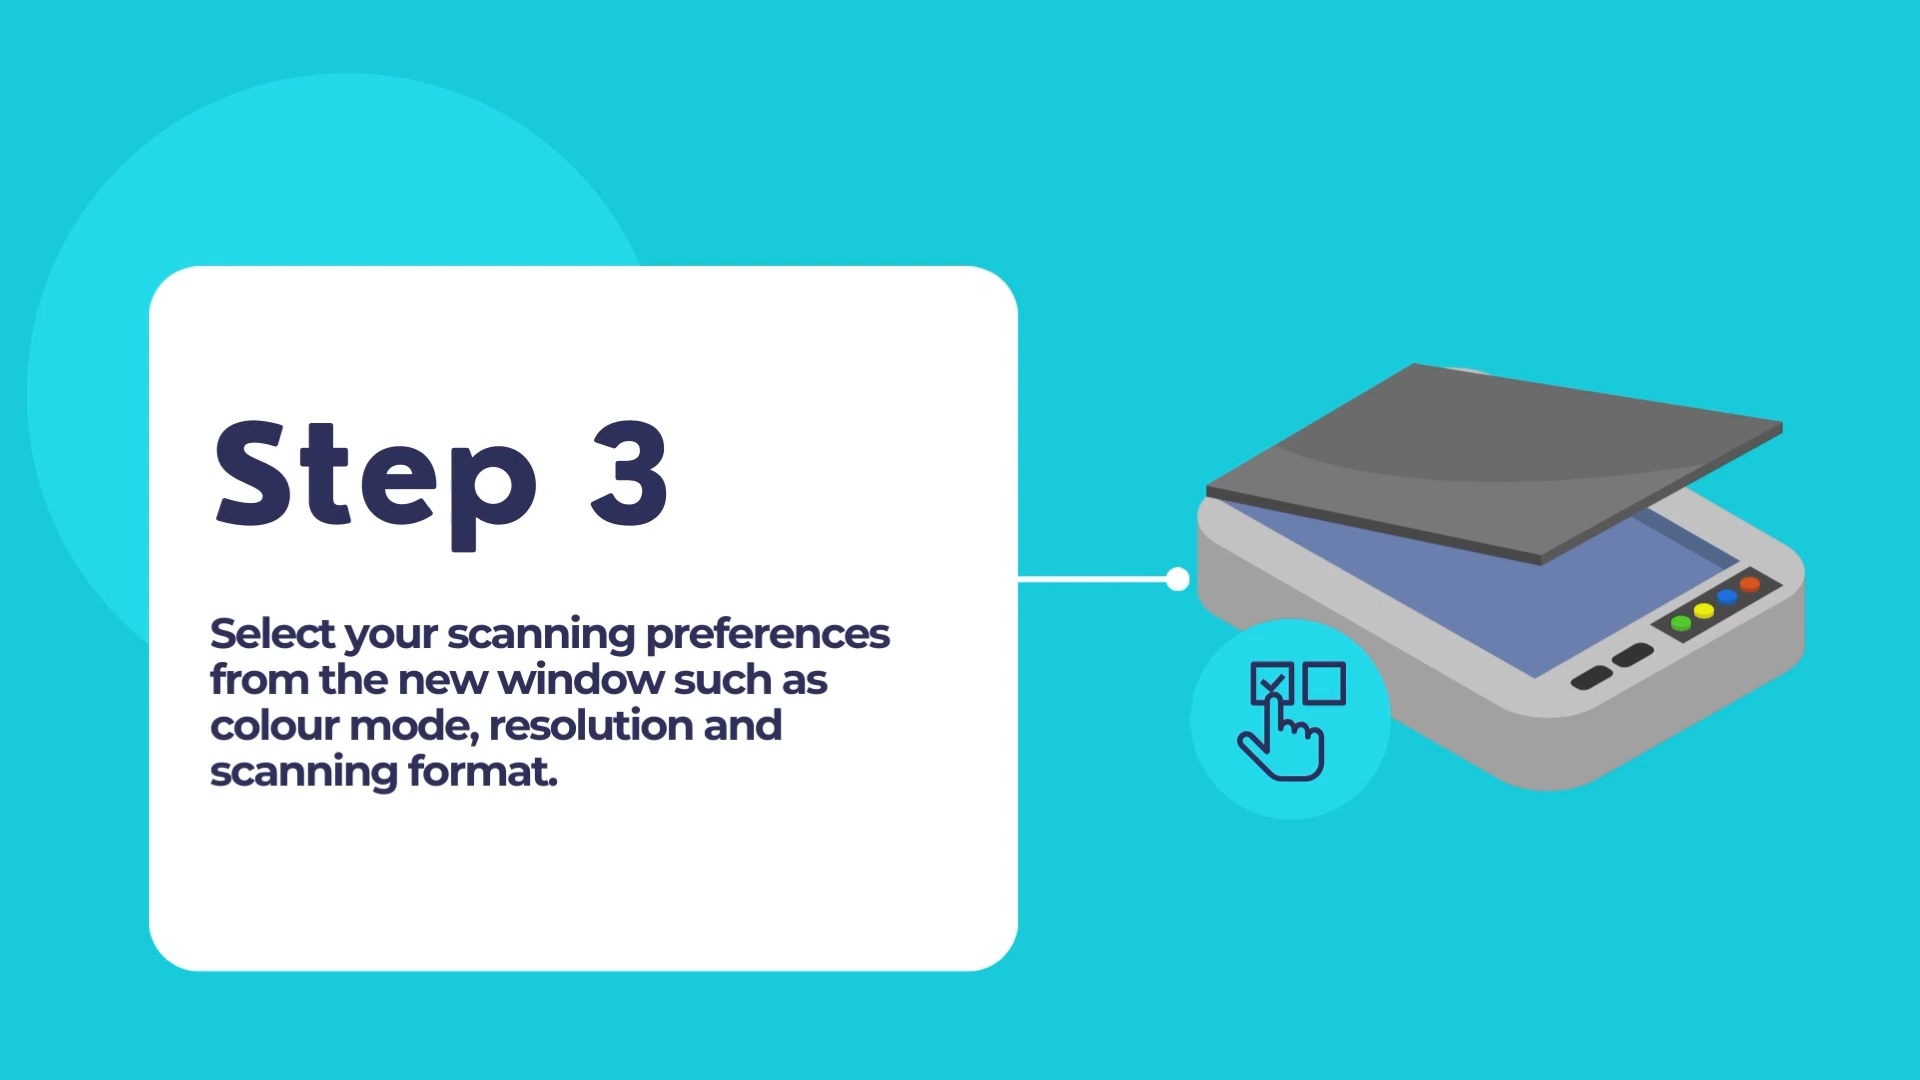 Step 3
Select your scanning preferences
from the new window such as
colour mode, resolution and
scanning format.